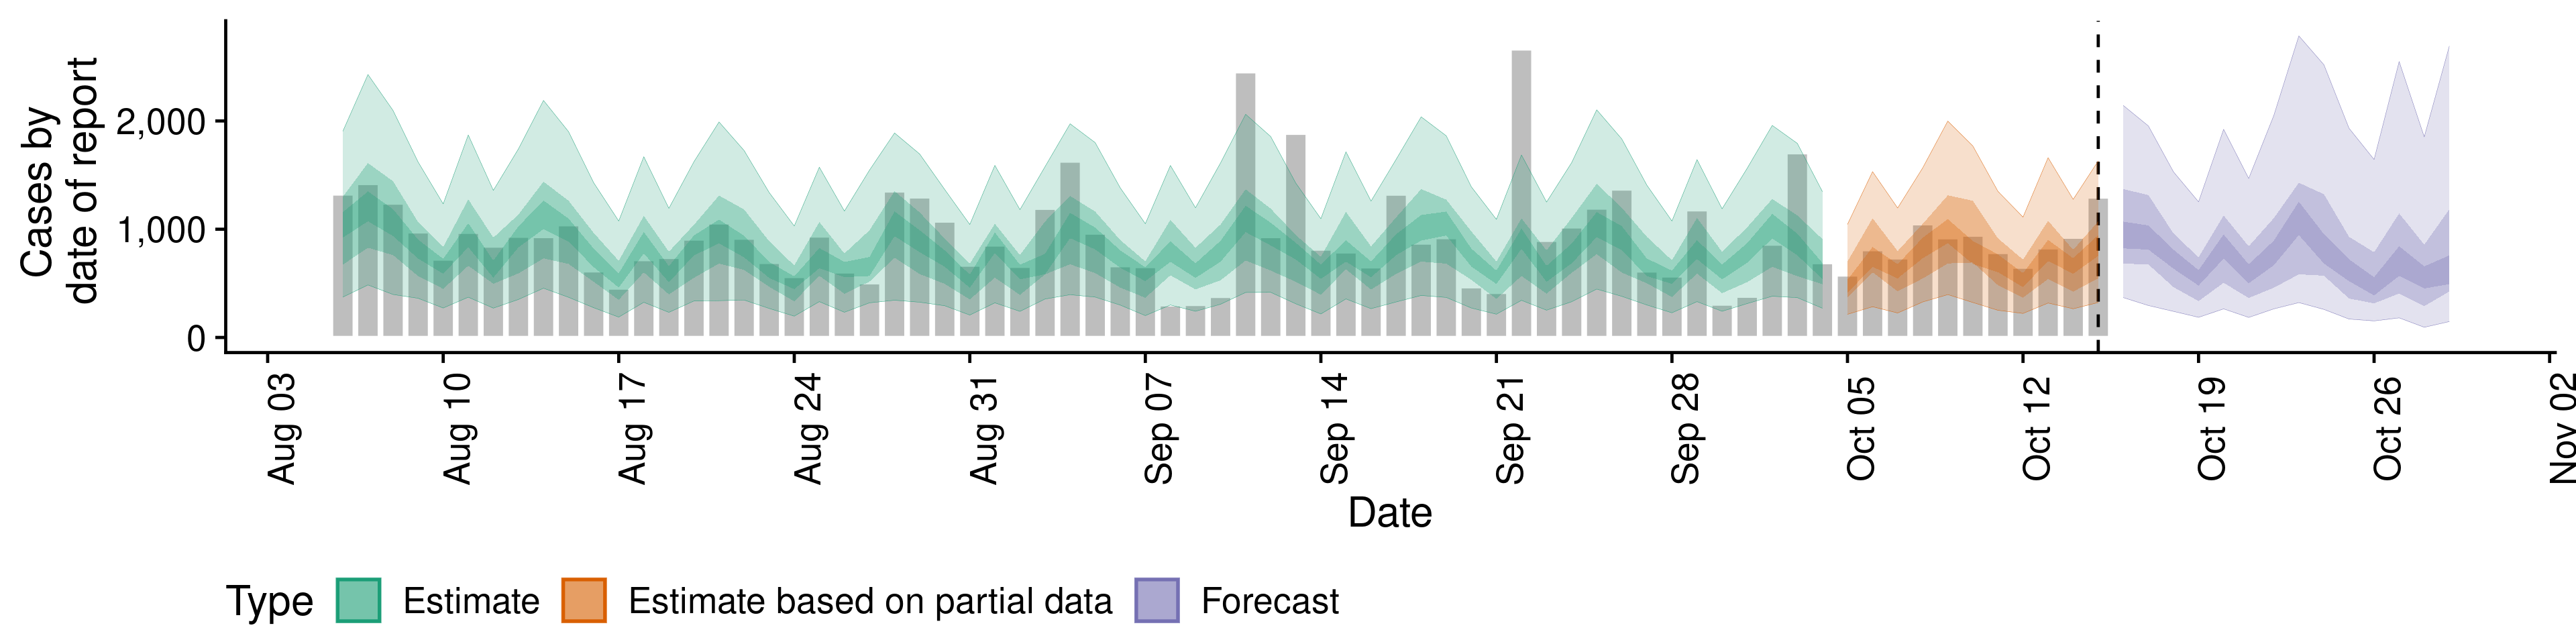 Cases by
date of report
2,000
1,000
0
Aug 03
Aug 10
Aug 17
Aug 24
Aug 31
Sep 07
Sep 14
Sep 21
Sep 28
Oct 05
Oct 12
Oct 19
Oct 26
Nov 02
Date
Type Estimate Estimate based on partial data Forecast